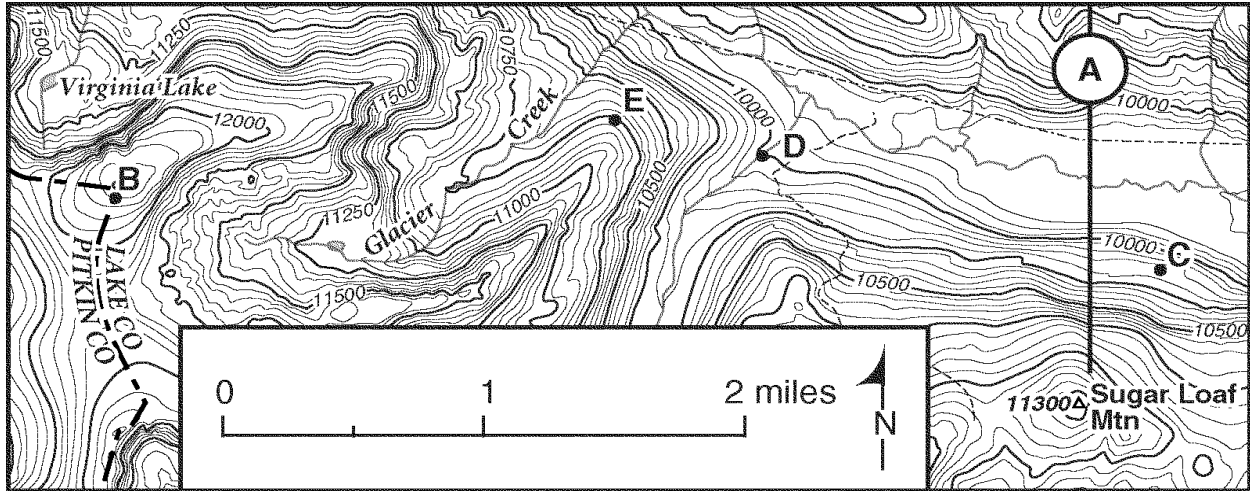 11500
11250
Virginia Lake
12000
11500
10750
Creek
E
10000
A
10000
D
B
11250
Glacier
11000
10500
10000
C
LAKE CO
PITKIN CO
11500
10500
10500
0 1 2 miles
N
11300
Sugar Loaf
Mtn